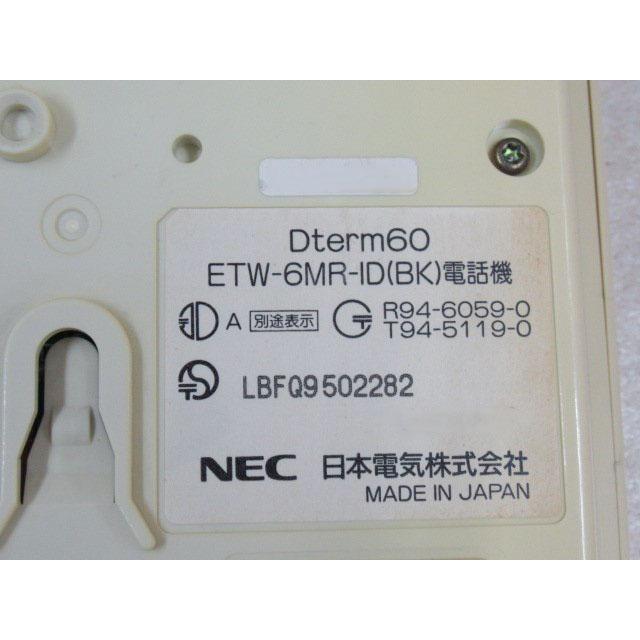 Dterm60
ETW-6MR-ID(BK)電話機
A 別途表示 R94-6059-0
T94-5119-0
LBFQ9502282
NEC 日本電気株式会社
MADE IN JAPAN